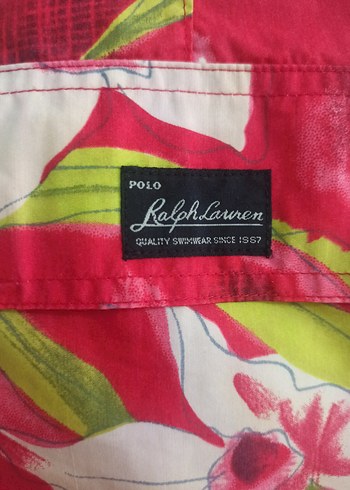 POLO
Ralph Lauren
QUALITY SWIMWEAR SINCE 1967